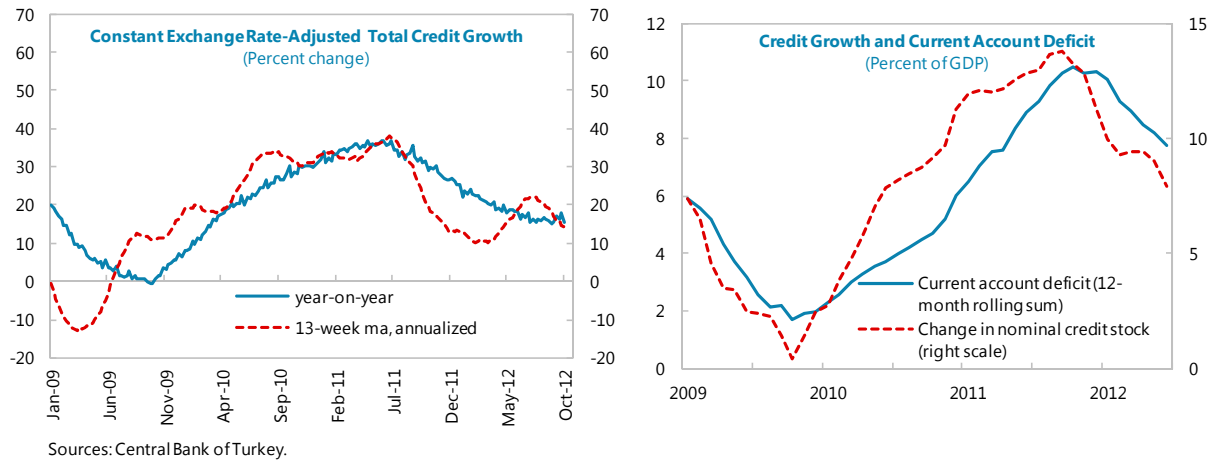 Constant Exchange Rate-Adjusted Total Credit Growth
(Percent change)
70
60
50
40
30
20
10
0
-10
-20
70
60
50
40
30
20
10
0
-10
-20
year-on-year
13-week ma, annualized
Jan-09
Jun-09
Nov-09
Apr-10
Sep-10
Feb-11
Jul-11
Dec-11
May-12
Oct-12
Credit Growth and Current Account Deficit
(Percent of GDP)
12
10
8
6
4
2
0
15
10
5
0
Current account deficit (12-
month rolling sum)
Change in nominal credit stock
(right scale)
2009
2010
2011
2012
Sources: Central Bank of Turkey.